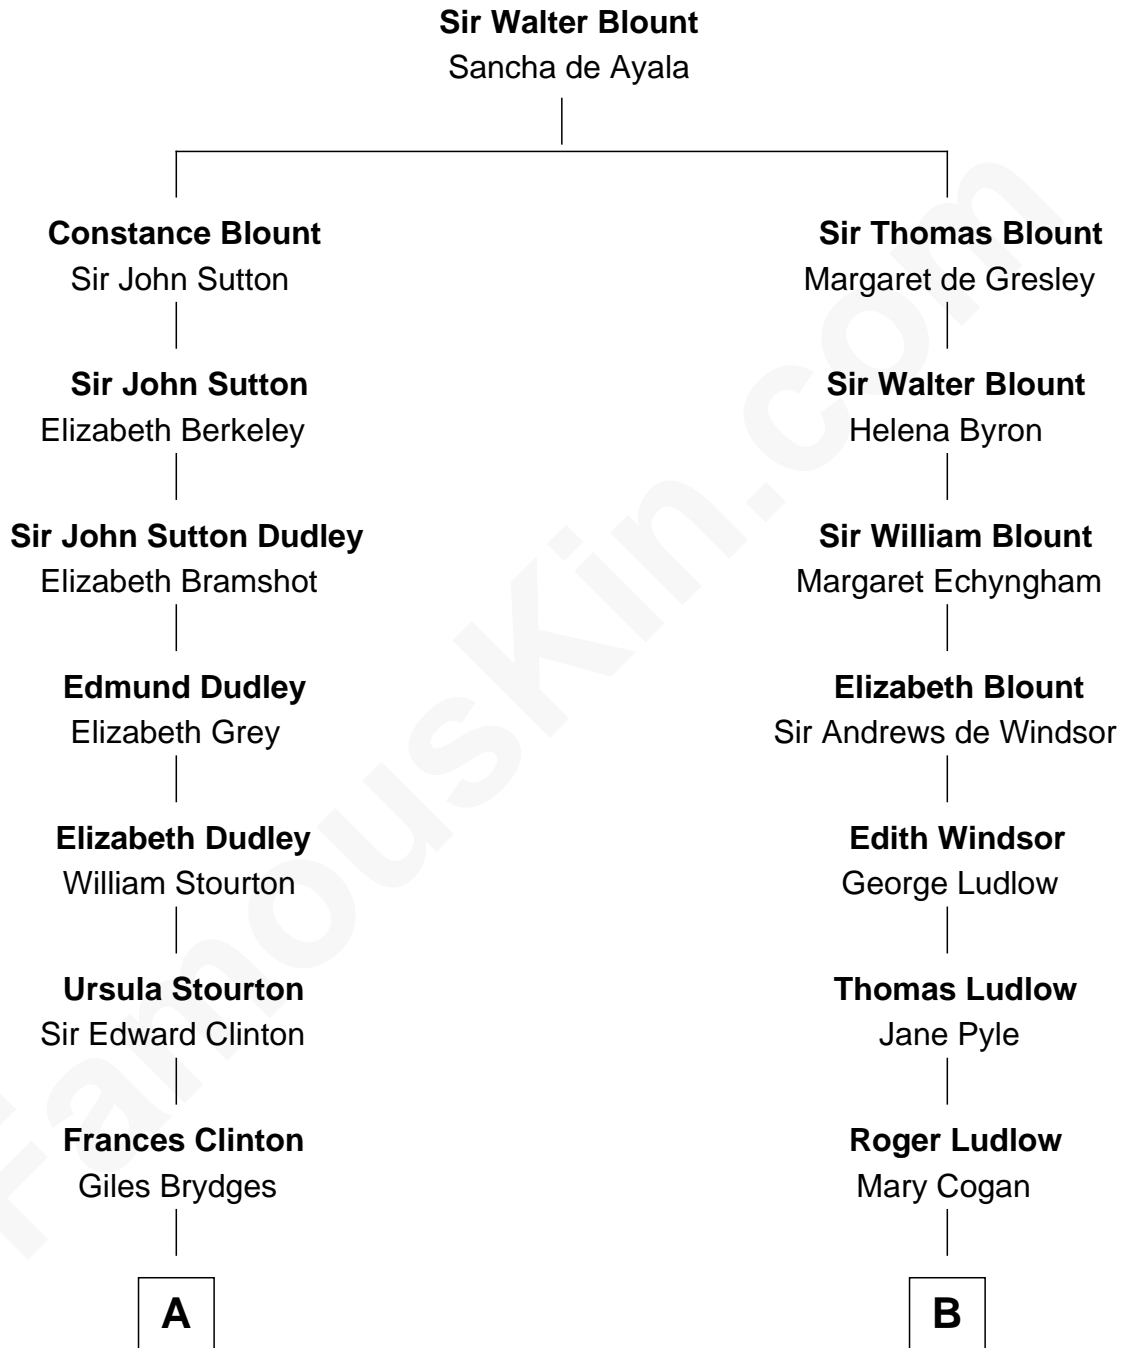 Sir Walter Blount
Sancha de Ayala
Constance Blount
Sir John Sutton
Sir Thomas Blount
Margaret de Gresley
Sir John Sutton
Elizabeth Berkeley
Sir Walter Blount
Helena Byron
Sir John Sutton Dudley
Elizabeth Bramshot
Sir William Blount
Margaret Echyngham
Edmund Dudley
Elizabeth Grey
Elizabeth Blount
Sir Andrews de Windsor
Elizabeth Dudley
William Stourton
Edith Windsor
George Ludlow
Ursula Stourton
Sir Edward Clinton
Thomas Ludlow
Jane Pyle
Frances Clinton
Giles Brydges
Roger Ludlow
Mary Cogan
A
B
FamousKin.com